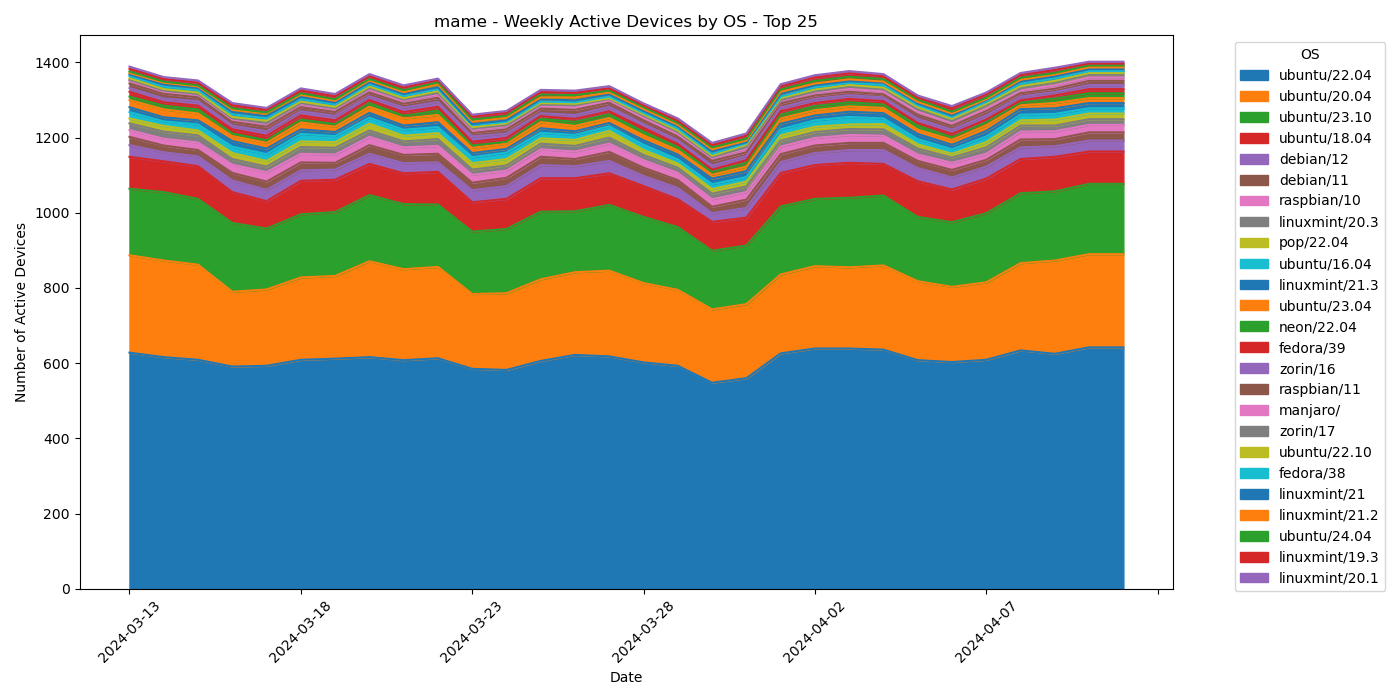 mame - Weekly Active Devices by OS - Top 25
1400
1200
1000
800
600
400
200
0
Number of Active Devices
2024-03-13
2024-03-18
2024-03-23
2024-03-28
2024-04-02
2024-04-07
Date
OS
ubuntu/22.04
ubuntu/20.04
ubuntu/23.10
ubuntu/18.04
debian/12
debian/11
raspbian/10
linuxmint/20.3
pop/22.04
ubuntu/16.04
linuxmint/21.3
ubuntu/23.04
neon/22.04
fedora/39
zorin/16
raspbian/11
manjaro/
zorin/17
ubuntu/22.10
fedora/38
linuxmint/21
linuxmint/21.2
ubuntu/24.04
linuxmint/19.3
linuxmint/20.1